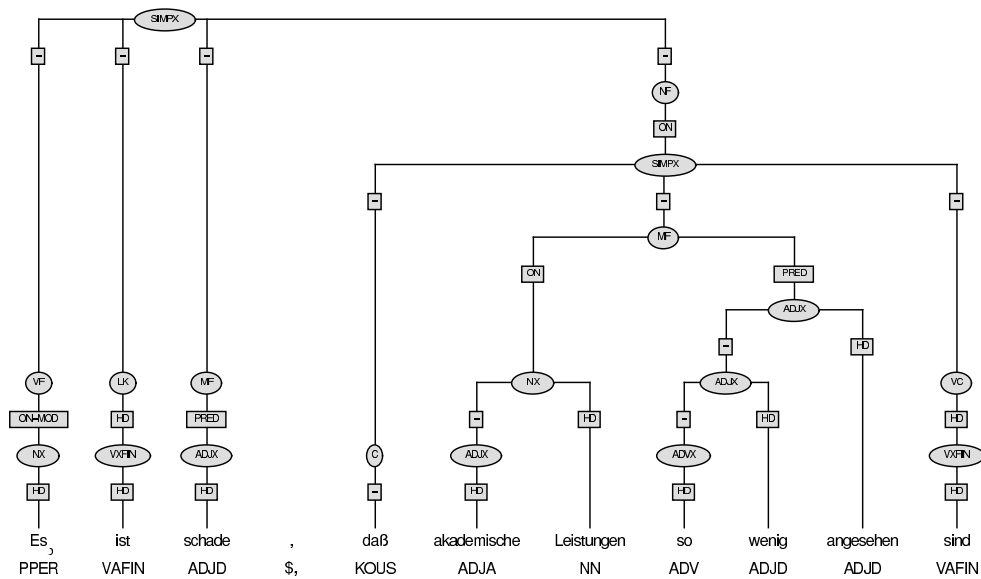 SIMPX
- - - -
NF
ON
SIMPX
- - -
MF
ON PRED
ADJX
- HD
VF LK MF NX ADJX VC
ON-MOD HD PRED - HD - HD HD
NX VXFIN ADJX C ADJX ADVX VXFIN
HD HD HD - HD HD HD
Es ist schade , daß akademische Leistungen so wenig angesehen sind
PPER VAFIN ADJD $, KOUS ADJA NN ADV ADJD ADJD VAFIN